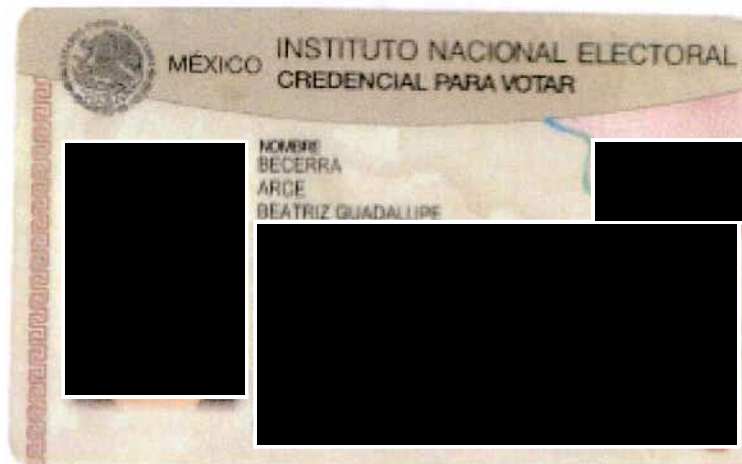 MÉXICO INSTITUTO NACIONAL ELECTORAL
CREDENCIAL PARA VOTAR
NOMBRE
BECERRA
ARCE
BEATRIZ GUADALUPE